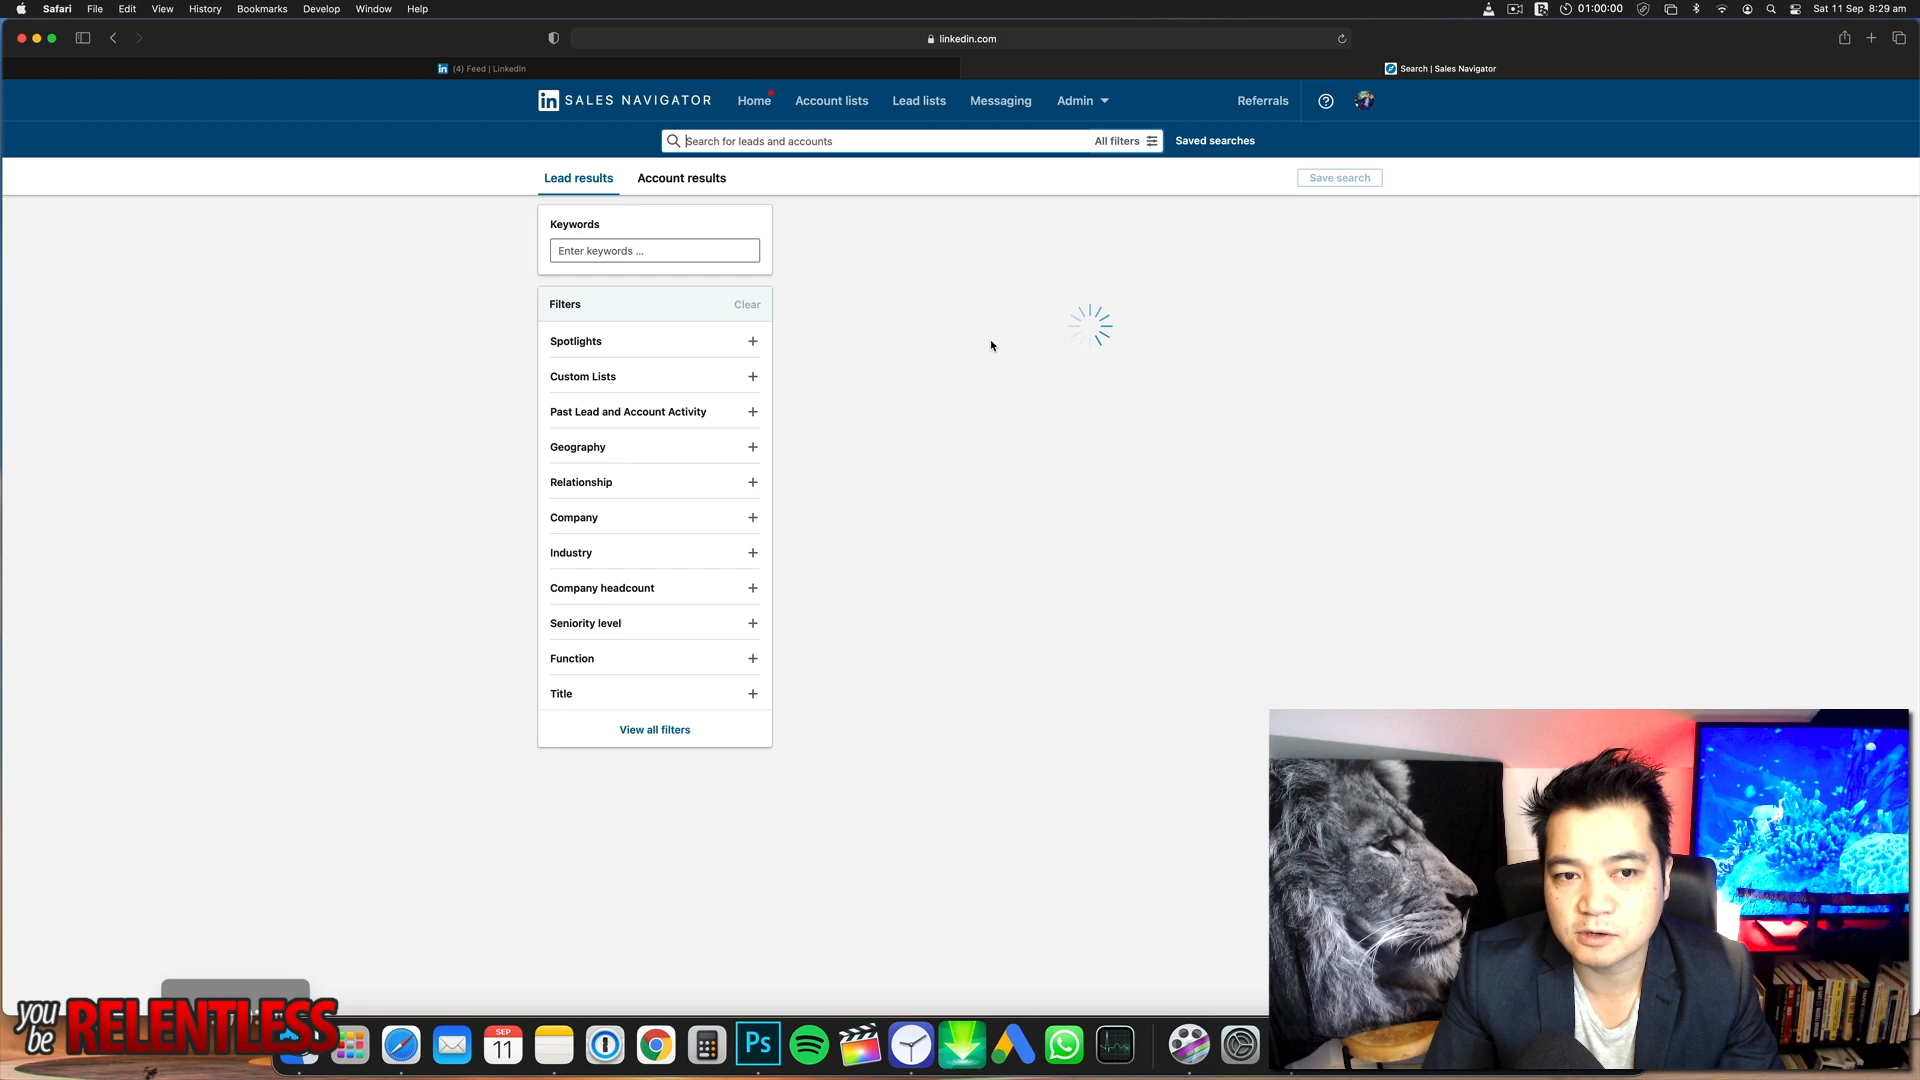 Safari File Edit View History Bookmarks Develop Window Help
01:00:00 Sat 11 Sep 8:29 am
linkedin.com
in (4) Feed | LinkedIn
Search | Sales Navigator
in SALES NAVIGATOR Home Account lists Lead lists Messaging Admin Referrals
Search for leads and accounts All filters Saved searches
Lead results Account results Save search
Keywords
Enter keywords ...
Filters Clear
Spotlights
Custom Lists
Past Lead and Account Activity
Geography
Relationship
Company
Industry
Company headcount
Seniority level
Function
Title
View all filters
you be RELENTLESS
SEP
11
Ps